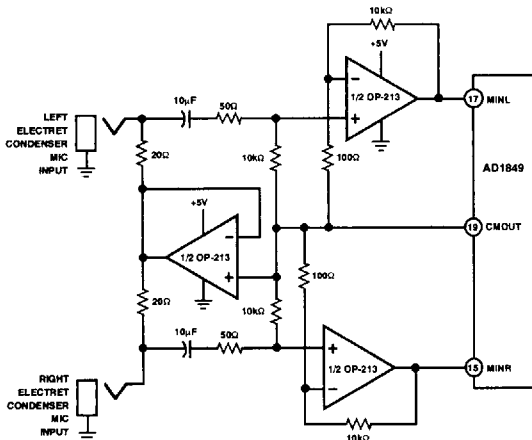 10kΩ
+5V
1/2 OP-213
17 MINL
LEFT
ELECTRET
CONDENSER
MIC
INPUT
10µF
50Ω
20Ω
10kΩ
100Ω
AD1849
+5V
1/2 OP-213
19 CMOUT
100Ω
20Ω
10kΩ
10µF
50Ω
1/2 OP-213
15 MINR
RIGHT
ELECTRET
CONDENSER
MIC
INPUT
10kΩ